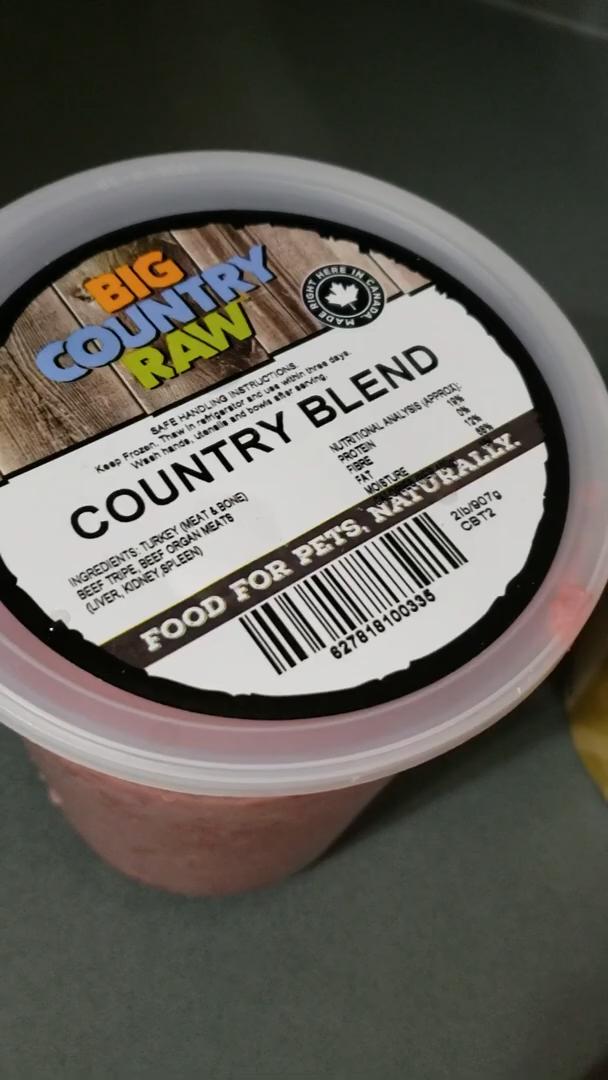 BIG
COUNTRY
RAW
MADE RIGHT HERE IN CANADA
SAFE HANDLING INSTRUCTIONS
Keep Frozen. Thaw in refrigerator and use within three days.
Wash hands, utensils and bowls after serving.
COUNTRY BLEND
INGREDIENTS: TURKEY (MEAT & BONE)
BEEF TRIPE, BEEF ORGAN MEATS
(LIVER, KIDNEY, SPLEEN)
NUTRITIONAL ANALYSIS (APPROX):
PROTEIN
FIBRE 0%
FAT 12%
MOISTURE
FOOD FOR PETS. NATURALLY.
2lb/907g
CBT2
627818100335